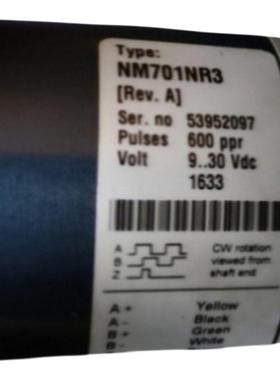 Type:
NM701NR3
[Rev. A]
Ser. no 53952097
Pulses 600 ppr
Volt 9..30 Vdc
1633
A CW rotation
B viewed from
Z shaft end
A + Yellow
A - Black
B + Green
B - White